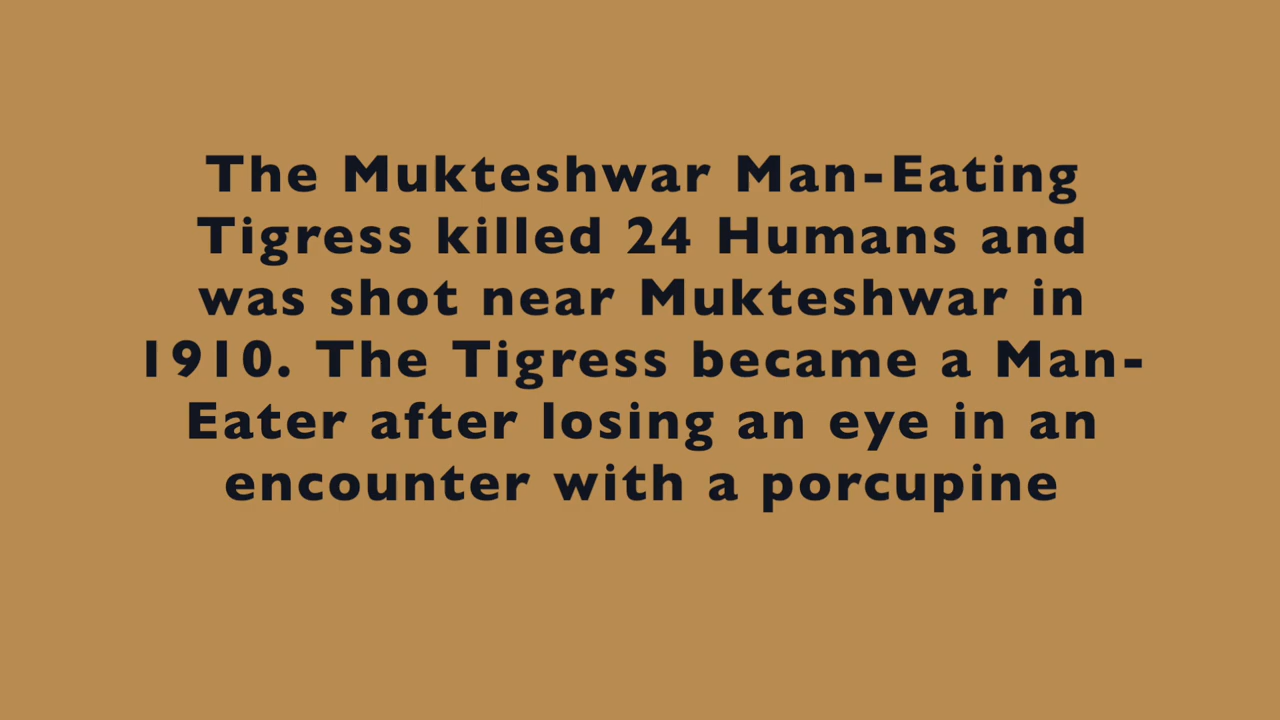 The Mukteshwar Man-Eating
Tigress killed 24 Humans and
was shot near Mukteshwar in
1910. The Tigress became a Man-
Eater after losing an eye in an
encounter with a porcupine